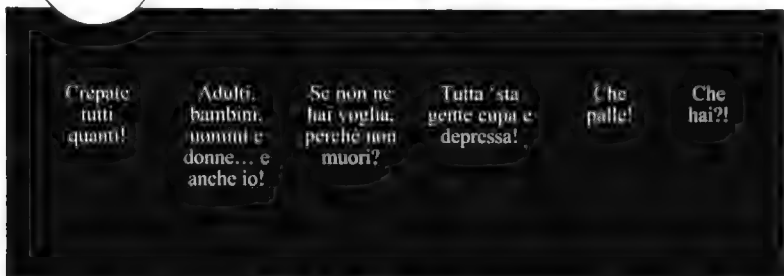 Crepate
tutti
quanti!
Adulti,
bambini,
uomini e
donne... e
anche io!
Se non ne
hai voglia,
perché non
muori?
Tutta 'sta
gente cupa e
depressa!
Che
palle!
Che
hai?!